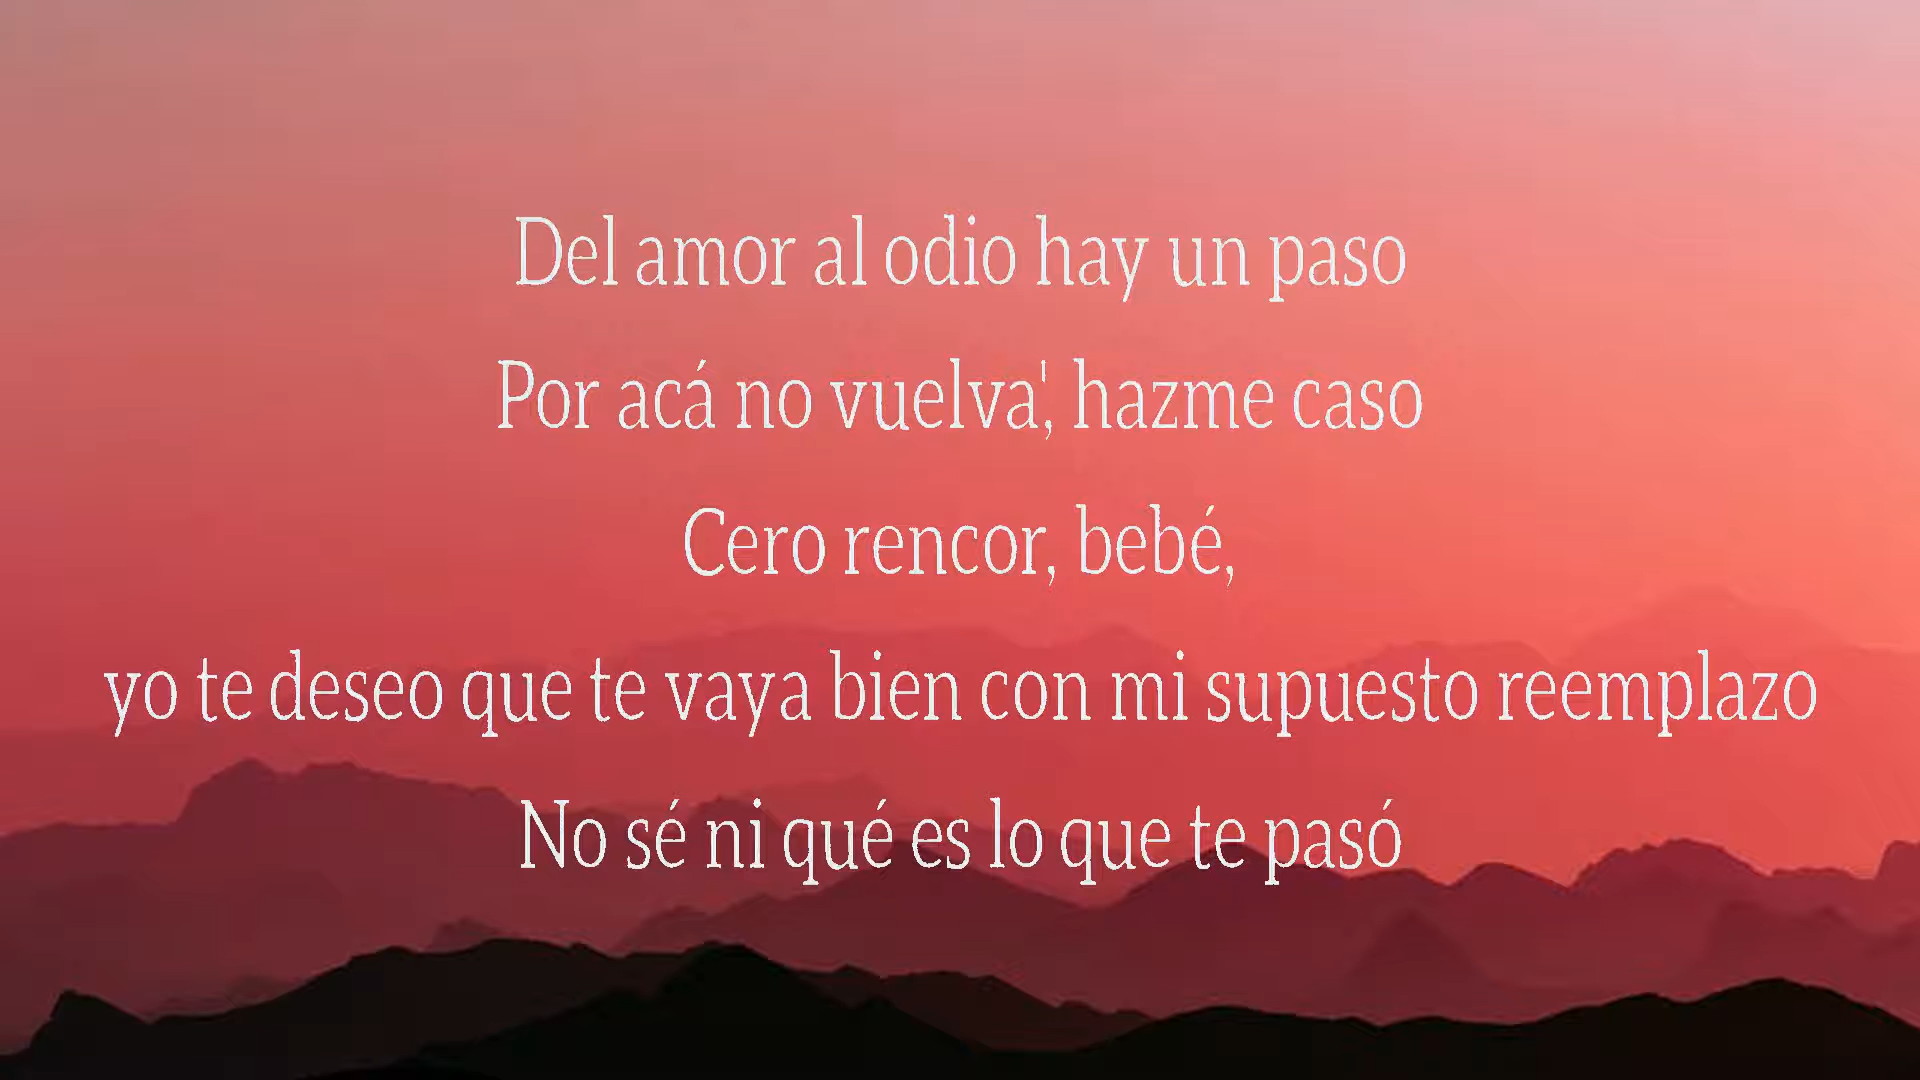 Del amor al odio hay un paso
Por acá no vuelva', hazme caso
Cero rencor, bebé,
yo te deseo que te vaya bien con mi supuesto reemplazo
No sé ni qué es lo que te pasó